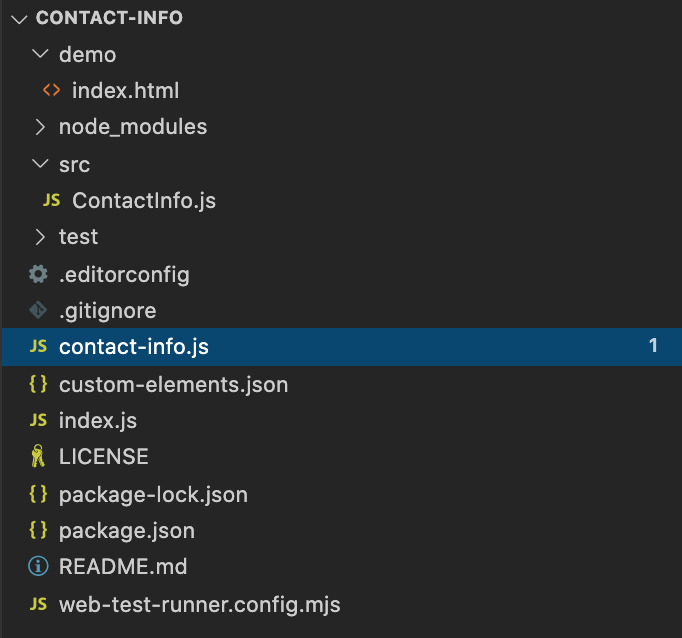 CONTACT-INFO
demo
<> index.html
node_modules
src
JS ContactInfo.js
test
.editorconfig
.gitignore
JS contact-info.js 1
{} custom-elements.json
JS index.js
LICENSE
{} package-lock.json
{} package.json
README.md
JS web-test-runner.config.mjs